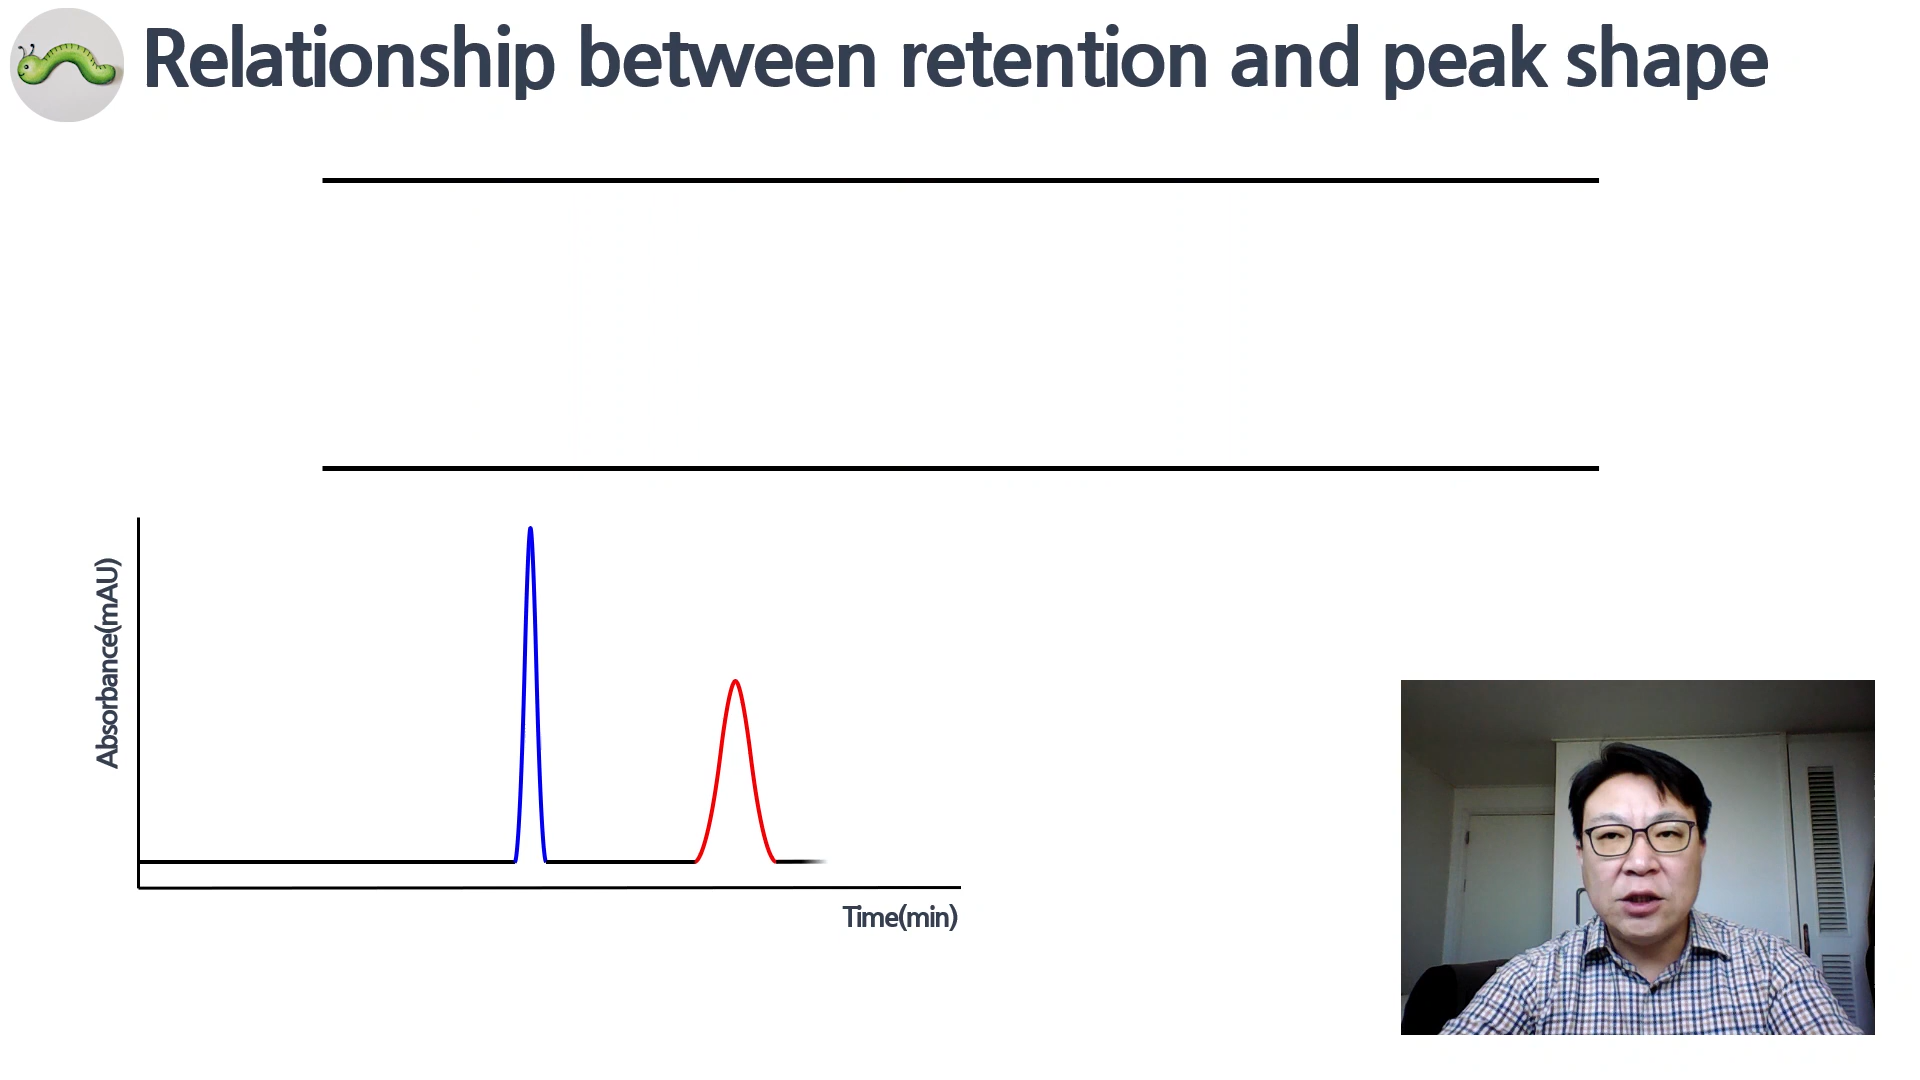 Relationship between retention and peak shape
Absorbance(mAU)
Time(min)